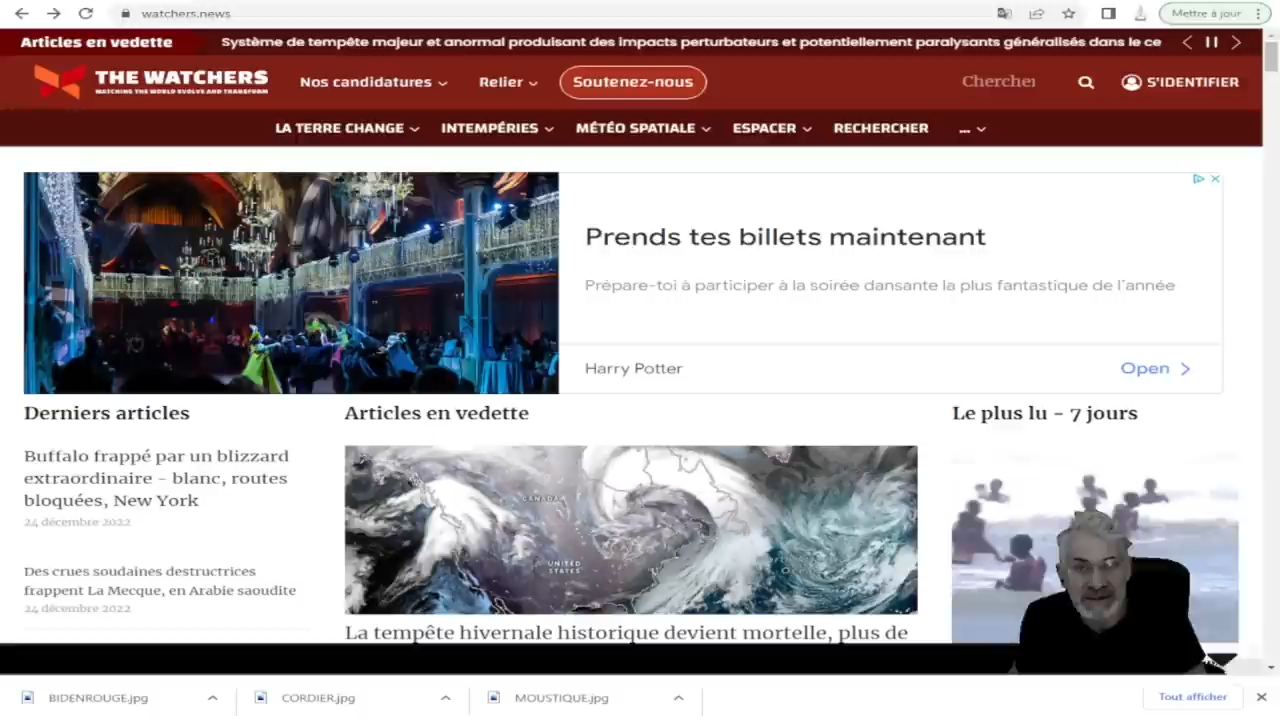 watchers.news
Mettre à jour
Articles en vedette
Système de tempête majeur et anormal produisant des impacts perturbateurs et potentiellement paralysants généralisés dans le ce
THE WATCHERS
WATCHING THE WORLD EVOLVE AND TRANSFORM
Nos candidatures
Relier
Soutenez-nous
Chercher
S'IDENTIFIER
LA TERRE CHANGE
INTEMPÉRIES
MÉTÉO SPATIALE
ESPACER
RECHERCHER
...
Prends tes billets maintenant
Prépare-toi à participer à la soirée dansante la plus fantastique de l'année
Harry Potter
Open
Derniers articles
Buffalo frappé par un blizzard
extraordinaire - blanc, routes
bloquées, New York
24 décembre 2022
Des crues soudaines destructrices
frappent La Mecque, en Arabie saoudite
24 décembre 2022
Articles en vedette
CANADA
UNITED
STATES
La tempête hivernale historique devient mortelle, plus de
Le plus lu - 7 jours
BIDENROUGE.jpg
CORDIER.jpg
MOUSTIQUE.jpg
Tout afficher